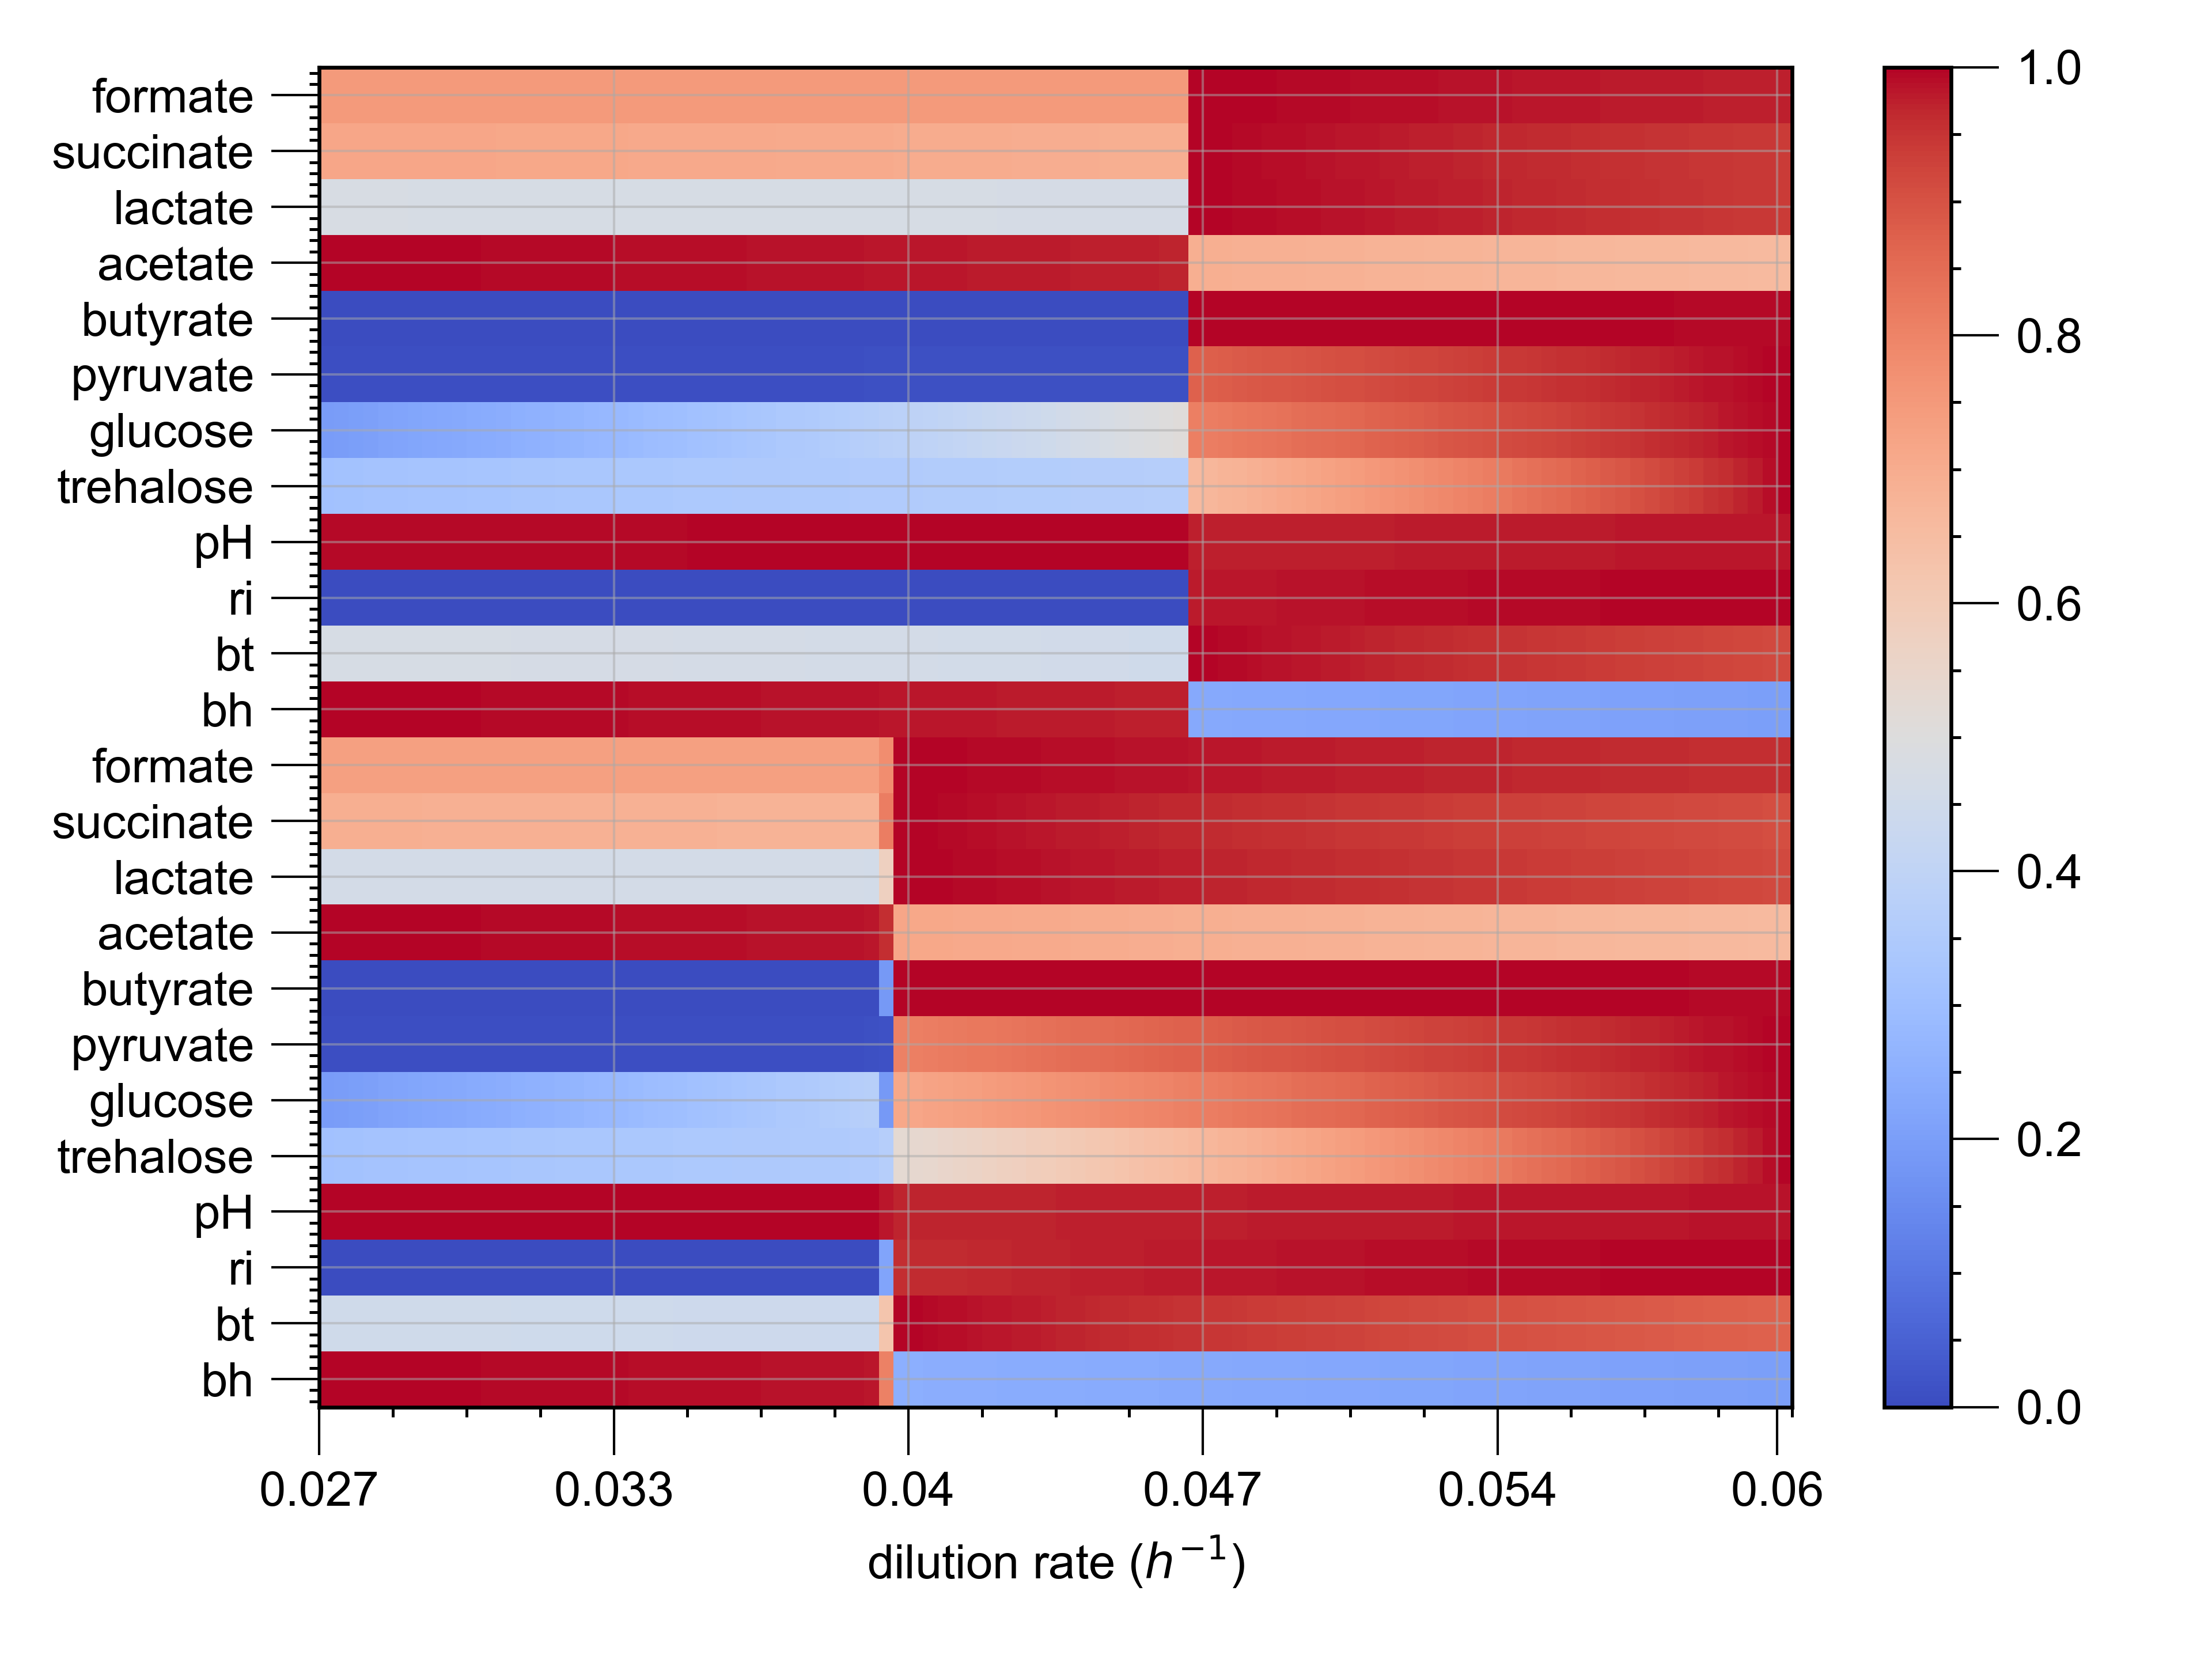 formate
succinate
lactate
acetate
butyrate
pyruvate
glucose
trehalose
pH
ri
bt
bh
formate
succinate
lactate
acetate
butyrate
pyruvate
glucose
trehalose
pH
ri
bt
bh
0.027 0.033 0.04 0.047 0.054 0.06
dilution rate (h⁻¹)
1.0
0.8
0.6
0.4
0.2
0.0